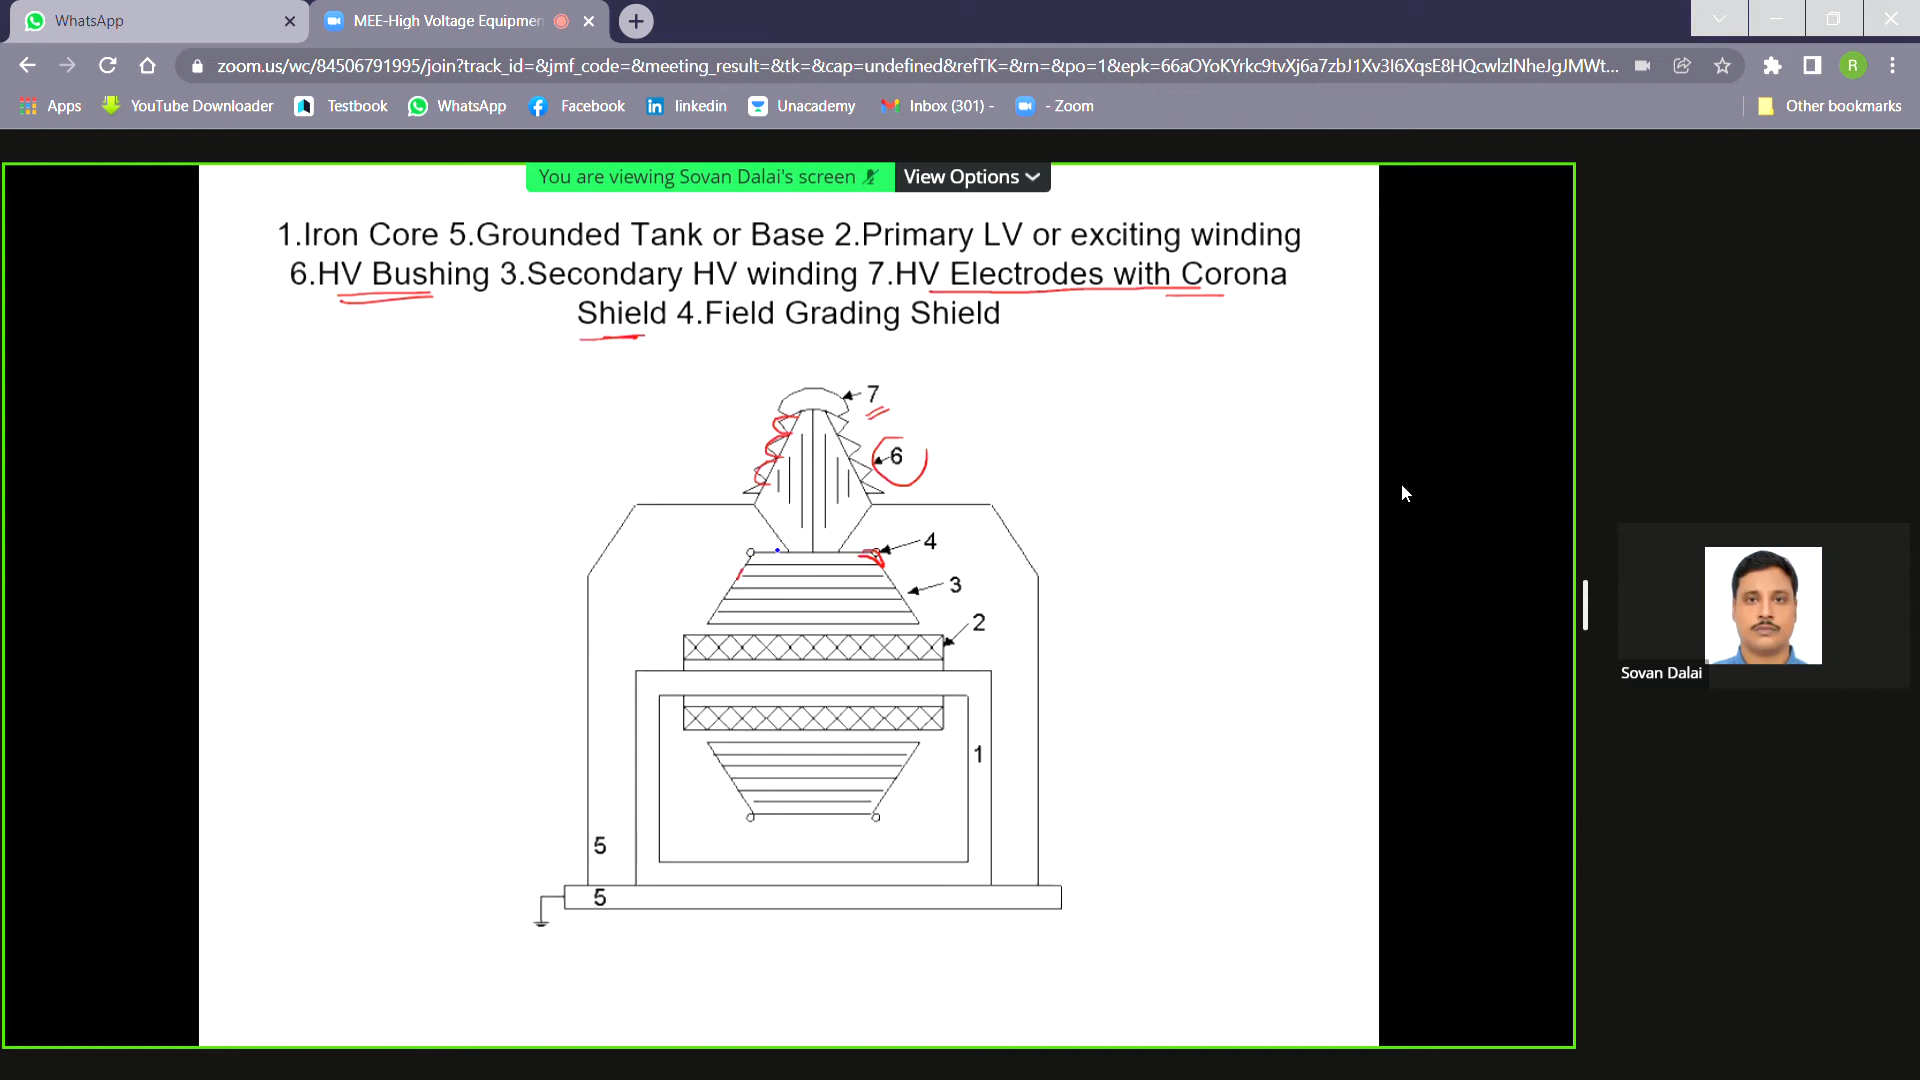 WhatsApp
MEE-High Voltage Equipmen
zoom.us/wc/84506791995/join?track_id=&jmf_code=&meeting_result=&tk=&cap=undefined&refTK=&rn=&po=1&epk=66aOYoKYrkc9tvXj6a7zbJ1Xv3I6XqsE8HQcwlzlNheJgJMWt...
R
Apps YouTube Downloader Testbook WhatsApp Facebook linkedin Unacademy Inbox (301) - - Zoom Other bookmarks
You are viewing Sovan Dalai's screen View Options
1.Iron Core 5.Grounded Tank or Base 2.Primary LV or exciting winding
6.HV Bushing 3.Secondary HV winding 7.HV Electrodes with Corona
Shield 4.Field Grading Shield
7
6
4
3
2
1
5
5
Sovan Dalai